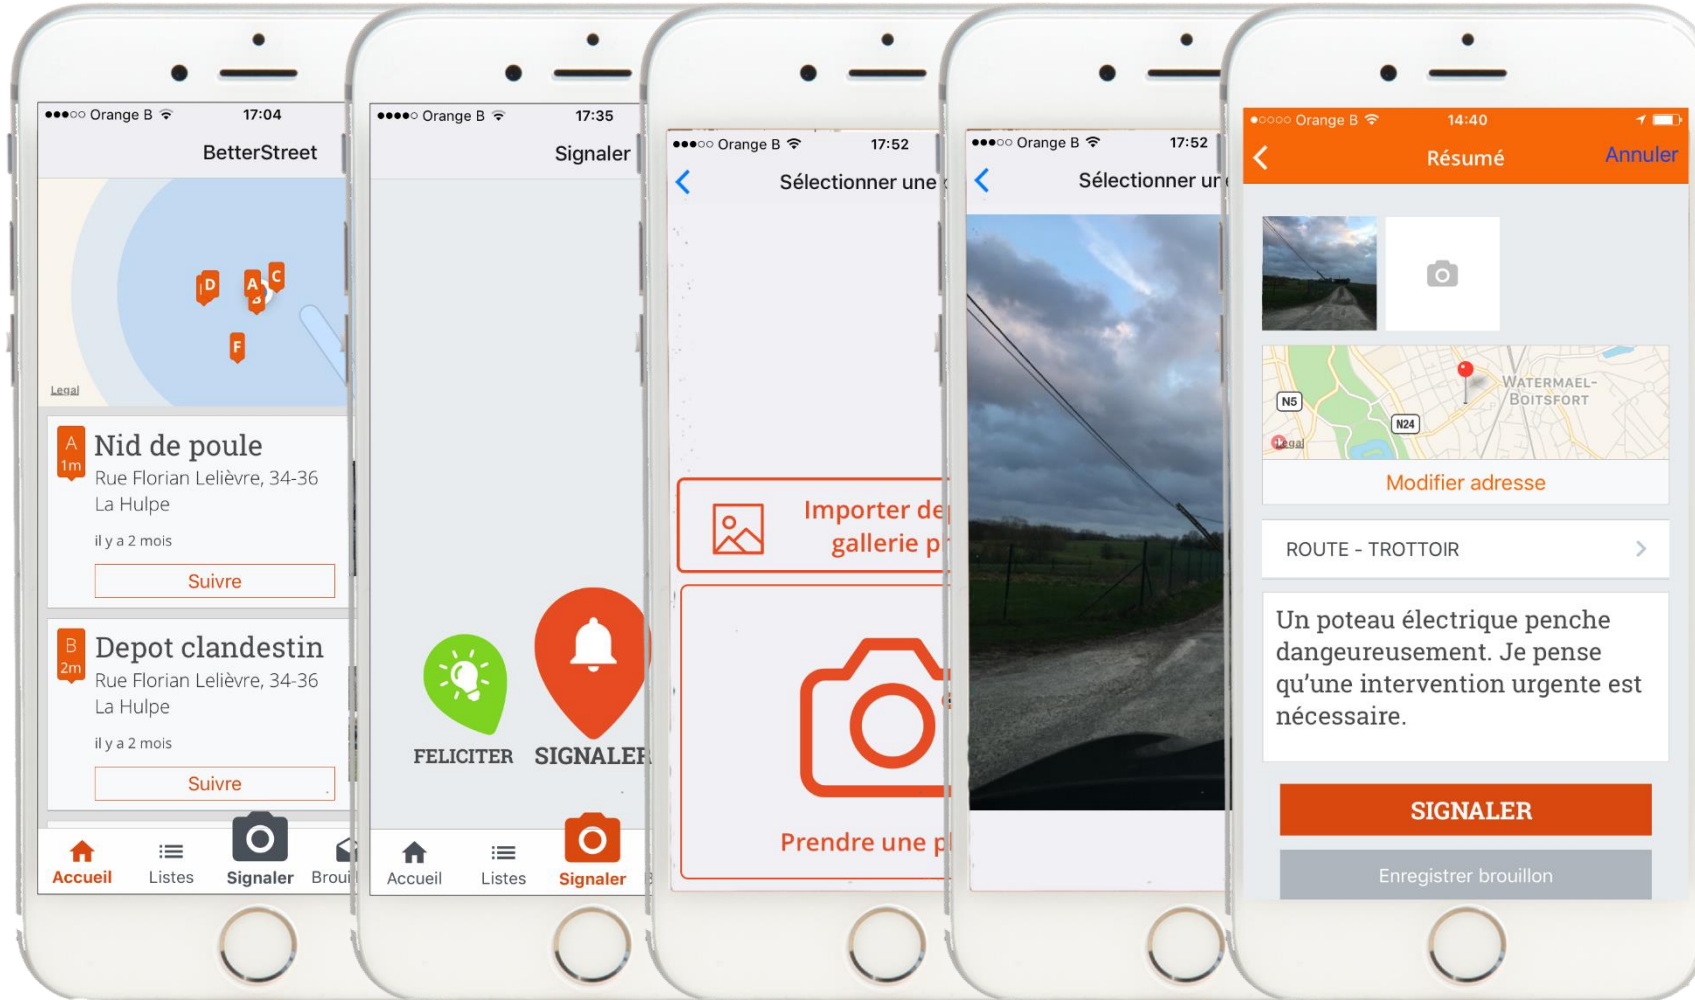 Orange B
17:04
BetterStreet
D
A
C
B
F
Legal
A
1m
Nid de poule
Rue Florian Lelièvre, 34-36
La Hulpe
il y a 2 mois
Suivre
B
2m
Depot clandestin
Rue Florian Lelièvre, 34-36
La Hulpe
il y a 2 mois
Suivre
Accueil
Listes
Signaler
Orange B
17:35
Signaler
FELICITER
SIGNALER
Accueil
Listes
Signaler
Orange B
17:52
Sélectionner une
Importer
gallerie
Prendre une
Orange B
17:52
Sélectionner
Orange B
14:40
Résumé
Annuler
WATERMAEL-
BOITSFORT
N5
N24
Legal
Modifier adresse
ROUTE - TROTTOIR
Un poteau électrique penche
dangeureusement. Je pense
qu'une intervention urgente est
nécessaire.
SIGNALER
Enregistrer brouillon